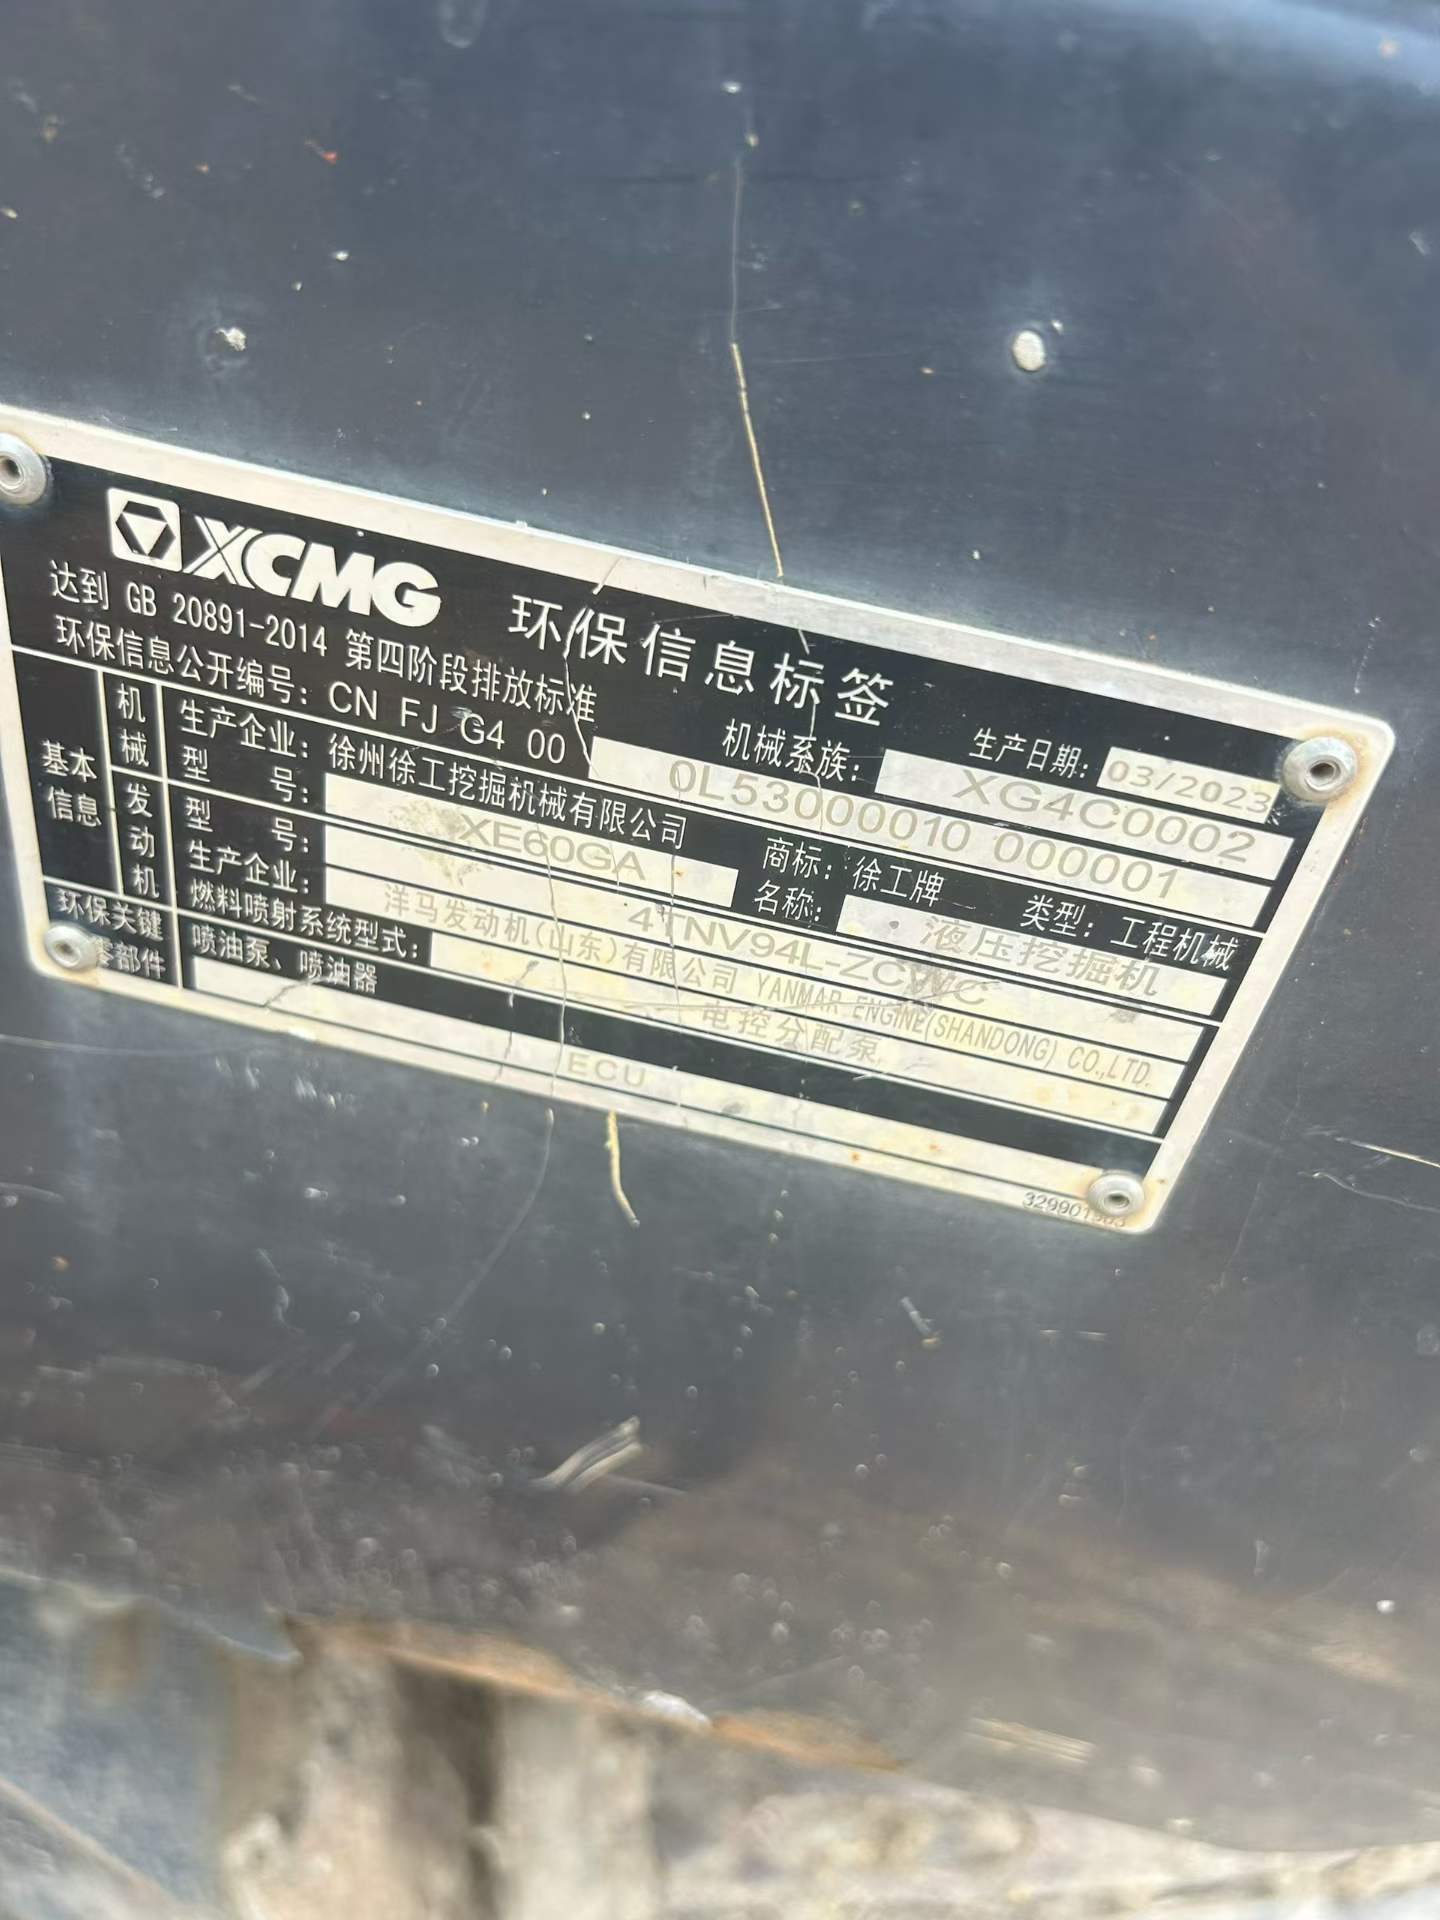 XCMG 环保信息标签
达到 GB 20891-2014 第四阶段排放标准
生产日期: 03/2023
环保信息公开编号: CN FJ G4 00 0L53000010 000001
机械系族: XG4C0002
基本信息
机械
生产企业: 徐州徐工挖掘机械有限公司
商标: 徐工牌
类型: 工程机械
型号: XE60GA
名称: 液压挖掘机
发动机
型号: 4TNV94L-ZCWC
生产企业: 洋马发动机(山东)有限公司 YANMAR ENGINE(SHANDONG) CO.,LTD.
环保关键零部件
燃料喷射系统型式: 电控分配泵
喷油泵、喷油器
ECU